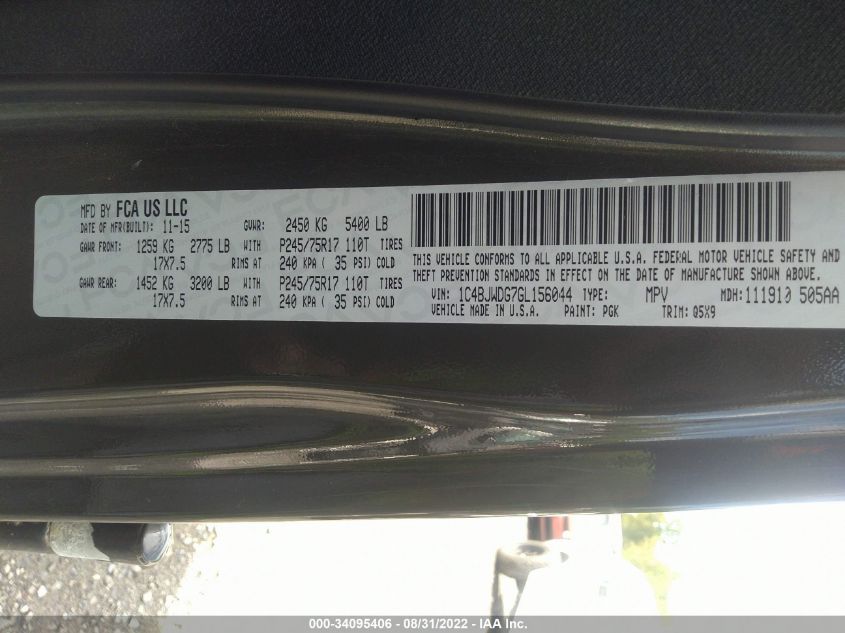 MFD BY FCA US LLC
DATE OF MFR(BUILT): 11-15 GVWR: 2450 KG 5400 LB
GAWR FRONT: 1259 KG 2775 LB WITH P245/75R17 110T TIRES
17X7.5 RIMS AT 240 KPA ( 35 PSI) COLD
GAWR REAR: 1452 KG 3200 LB WITH P245/75R17 110T TIRES
17X7.5 RIMS AT 240 KPA ( 35 PSI) COLD
THIS VEHICLE CONFORMS TO ALL APPLICABLE U.S.A. FEDERAL MOTOR VEHICLE SAFETY AND
THEFT PREVENTION STANDARDS IN EFFECT ON THE DATE OF MANUFACTURE SHOWN ABOVE.
VIN: 1C4BJWDG7GL156044 TYPE: MPV MDH: 111910 505AA
VEHICLE MADE IN U.S.A. PAINT: PGK TRIM: Q5X9
000-34095406 - 08/31/2022 - IAA Inc.